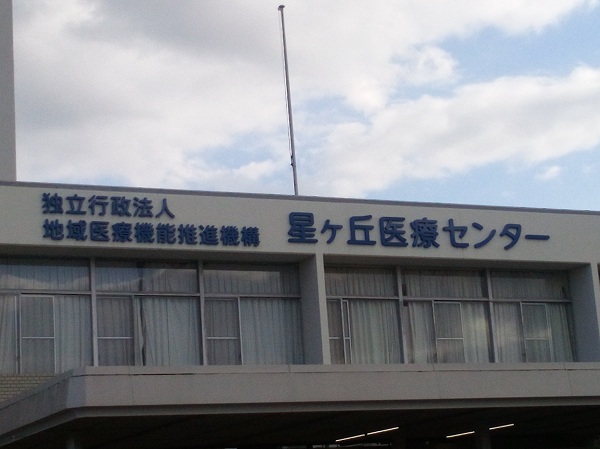 独立行政法人
地域医療機能推進機構
星ヶ丘医療センター